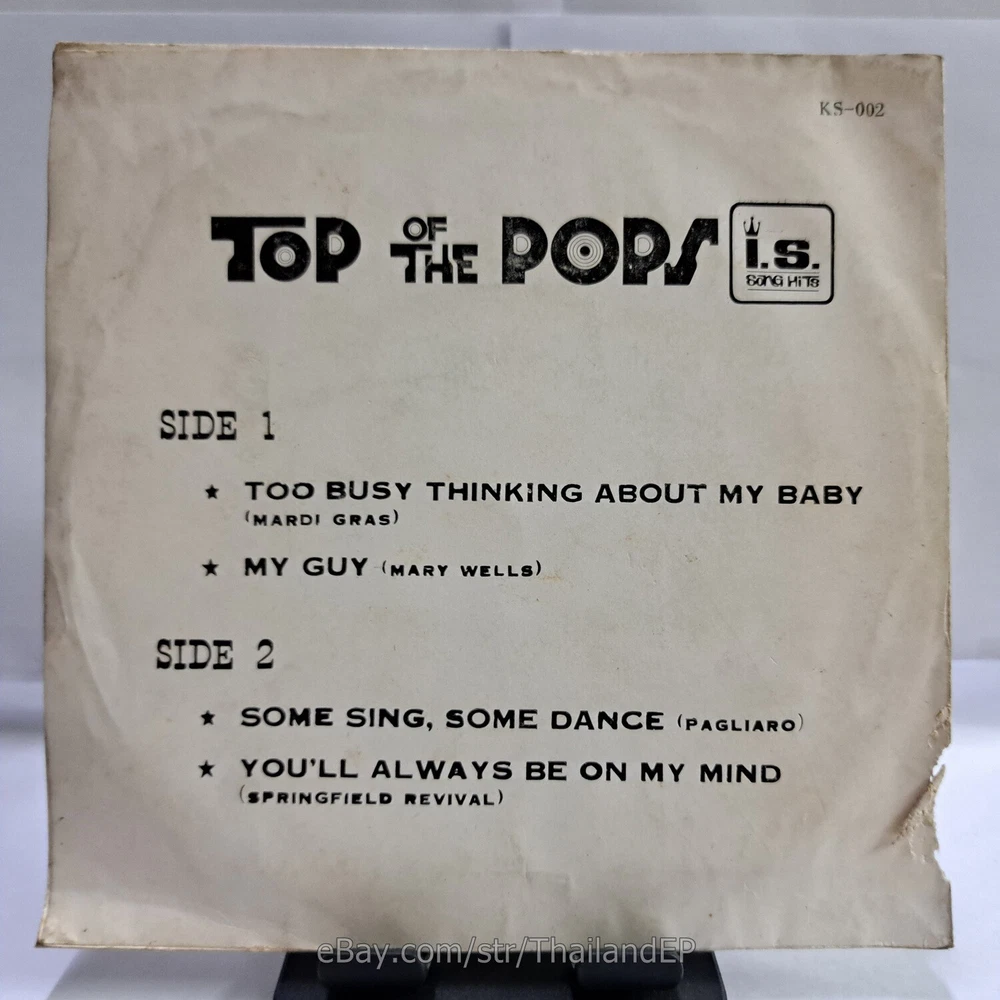 KS-002
TOP OF THE POPS
i.s.
SONG HITS
SIDE 1
★ TOO BUSY THINKING ABOUT MY BABY
(MARDI GRAS)
★ MY GUY (MARY WELLS)
SIDE 2
★ SOME SING, SOME DANCE (PAGLIARO)
★ YOU'LL ALWAYS BE ON MY MIND
(SPRINGFIELD REVIVAL)
eBay.com/str/ThailandEP